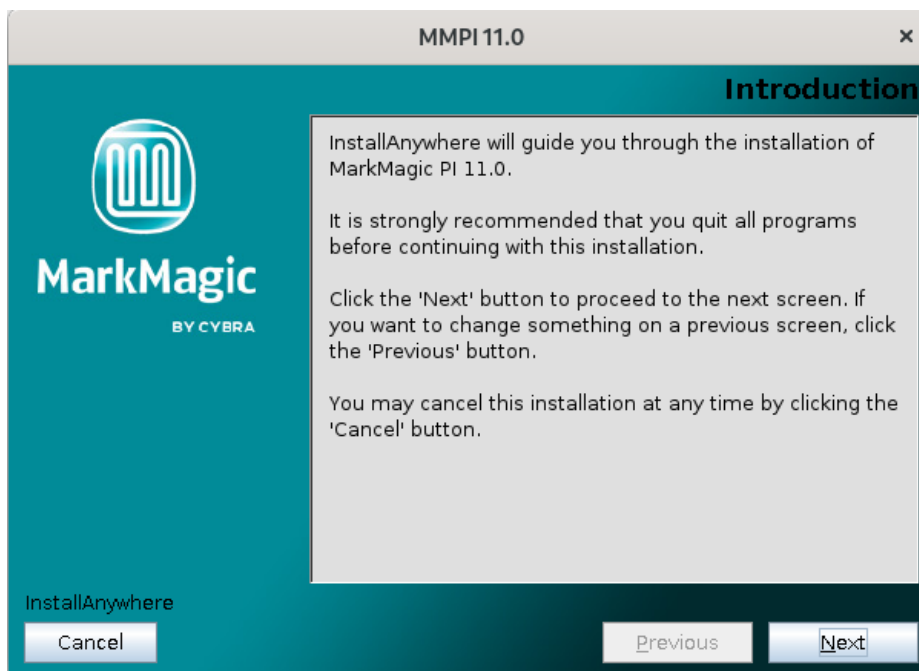 MMPI 11.0
Introduction
MarkMagic
BY CYBRA
InstallAnywhere will guide you through the installation of
MarkMagic PI 11.0.
It is strongly recommended that you quit all programs
before continuing with this installation.
Click the 'Next' button to proceed to the next screen. If
you want to change something on a previous screen, click
the 'Previous' button.
You may cancel this installation at any time by clicking the
'Cancel' button.
InstallAnywhere
Cancel
Previous
Next